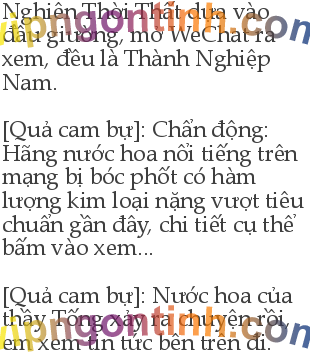 Nghiên Thời Thất dựa vào
đầu giường, mở WeChat ra
xem, đều là Thành Nghiệp
Nam.
[Quả cam bự]: Chấn động:
Hãng nước hoa nổi tiếng trên
mạng bị bóc phốt có hàm
lượng kim loại nặng vượt tiêu
chuẩn gần đây, chi tiết cụ thể
bấm vào xem...
[Quả cam bự]: Nước hoa của
thầy Tống xảy ra chuyện rồi,
em xem tin tức bên trên đi.